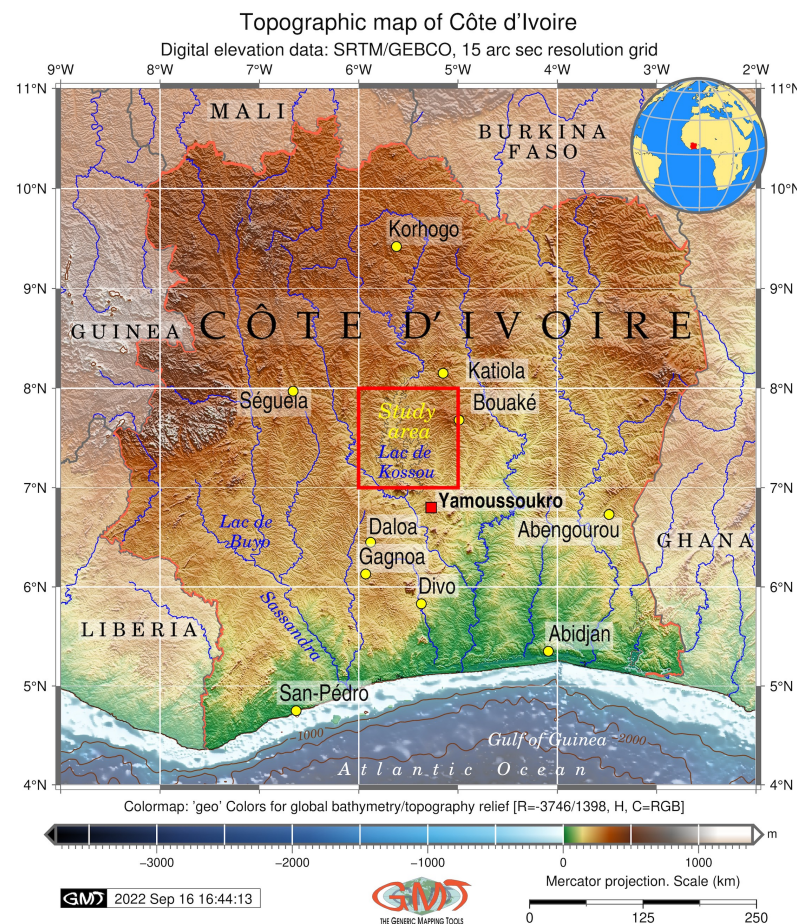 Topographic map of Côte d'Ivoire
Digital elevation data: SRTM/GEBCO, 15 arc sec resolution grid
9°W 8°W 7°W 6°W 5°W 4°W 3°W 2°W
11°N 11°N
MALI
BURKINA
FASO
10°N 10°N
Korhogo
9°N 9°N
GUINEA
CÔTE D'IVOIRE
Katiola
8°N 8°N
Séguela
Bouaké
Study
area
Lac de
Kossou
7°N 7°N
Yamoussoukro
Lac de
Buyo
Daloa
Abengourou
GHANA
Gagnoa
6°N 6°N
Divo
Sassandra
LIBERIA
Abidjan
5°N 5°N
San-Pédro
1000
Gulf of Guinea
2000
Atlantic Ocean
4°N 4°N
Colormap: 'geo' Colors for global bathymetry/topography relief [R=-3746/1398, H, C=RGB]
m
−3000 −2000 −1000 0 1000
Mercator projection. Scale (km)
GMT 2022 Sep 16 16:44:13
GMT
THE GENERIC MAPPING TOOLS
0 125 250